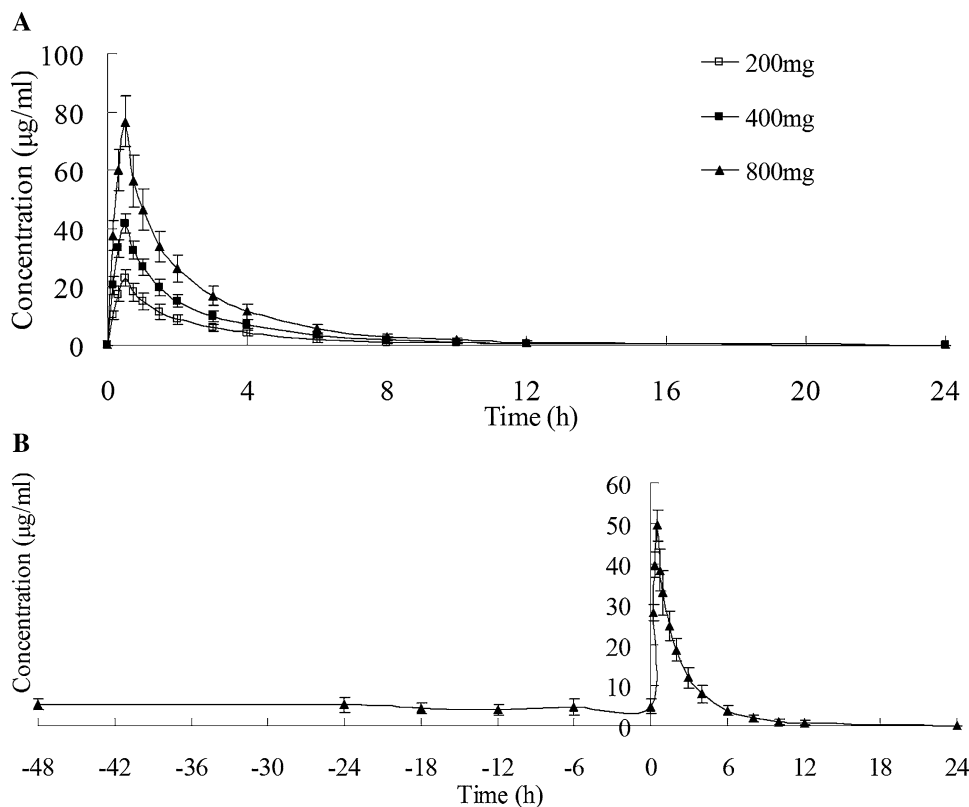 A
Concentration (µg/ml)
100
80
60
40
20
0
200mg
400mg
800mg
0 4 8 12 16 20 24
Time (h)
B
Concentration (µg/ml)
60
50
40
30
20
10
0
-48 -42 -36 -30 -24 -18 -12 -6 0 6 12 18 24
Time (h)